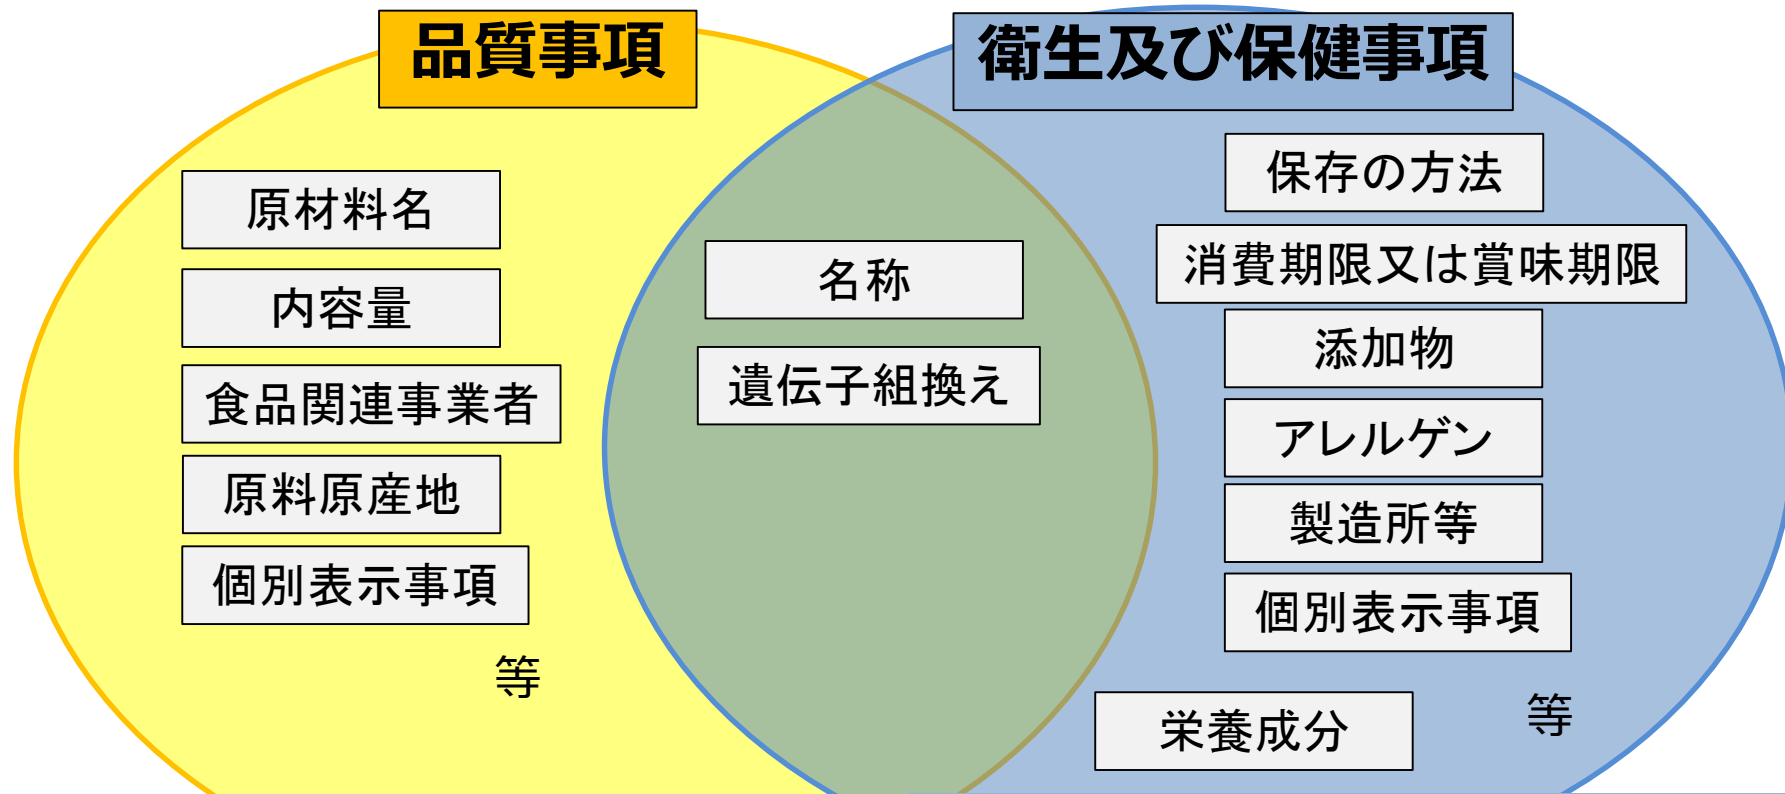 品質事項
原材料名
内容量
食品関連事業者
原料原産地
個別表示事項
等
名称
遺伝子組換え
衛生及び保健事項
保存の方法
消費期限又は賞味期限
添加物
アレルゲン
製造所等
個別表示事項
等
栄養成分